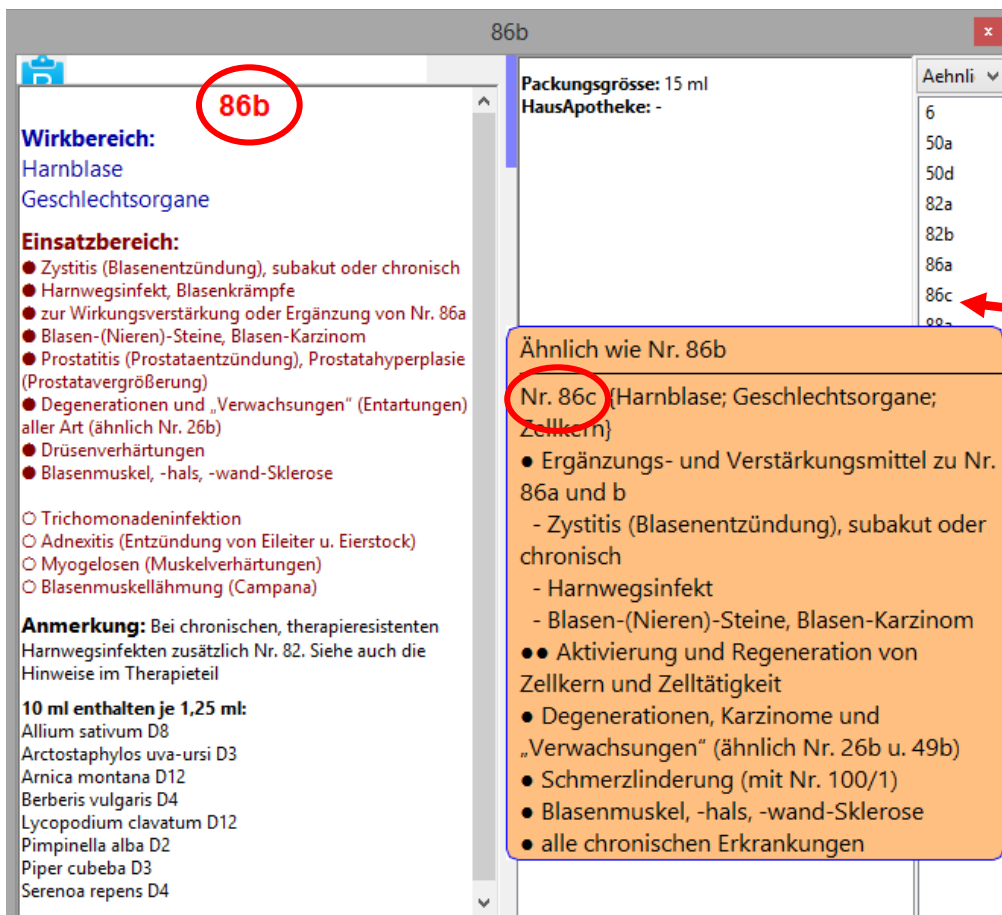 86b
x
86b
Wirkbereich:
Harnblase
Geschlechtsorgane
Einsatzbereich:
● Zystitis (Blasenentzündung), subakut oder chronisch
● Harnwegsinfekt, Blasenkrämpfe
● zur Wirkungsverstärkung oder Ergänzung von Nr. 86a
● Blasen-(Nieren)-Steine, Blasen-Karzinom
● Prostatitis (Prostataentzündung), Prostatahyperplasie
(Prostatavergrößerung)
● Degenerationen und „Verwachsungen“ (Entartungen)
aller Art (ähnlich Nr. 26b)
● Drüsenverhärtungen
● Blasenmuskel, -hals, -wand-Sklerose
○ Trichomonadeninfektion
○ Adnexitis (Entzündung von Eileiter u. Eierstock)
○ Myogelosen (Muskelverhärtungen)
○ Blasenmuskellähmung (Campana)
Anmerkung: Bei chronischen, therapieresistenten
Harnwegsinfekten zusätzlich Nr. 82. Siehe auch die
Hinweise im Therapieteil
10 ml enthalten je 1,25 ml:
Allium sativum D8
Arctostaphylos uva-ursi D3
Arnica montana D12
Berberis vulgaris D4
Lycopodium clavatum D12
Pimpinella alba D2
Piper cubeba D3
Serenoa repens D4
Packungsgrösse: 15 ml
HausApotheke: -
Aehnli
6
50a
50d
82a
82b
86a
86c
88a
Ähnlich wie Nr. 86b
Nr. 86c {Harnblase; Geschlechtsorgane;
Zellkern}
● Ergänzungs- und Verstärkungsmittel zu Nr.
86a und b
- Zystitis (Blasenentzündung), subakut oder
chronisch
- Harnwegsinfekt
- Blasen-(Nieren)-Steine, Blasen-Karzinom
●● Aktivierung und Regeneration von
Zellkern und Zelltätigkeit
● Degenerationen, Karzinome und
„Verwachsungen“ (ähnlich Nr. 26b u. 49b)
● Schmerzlinderung (mit Nr. 100/1)
● Blasenmuskel, -hals, -wand-Sklerose
● alle chronischen Erkrankungen